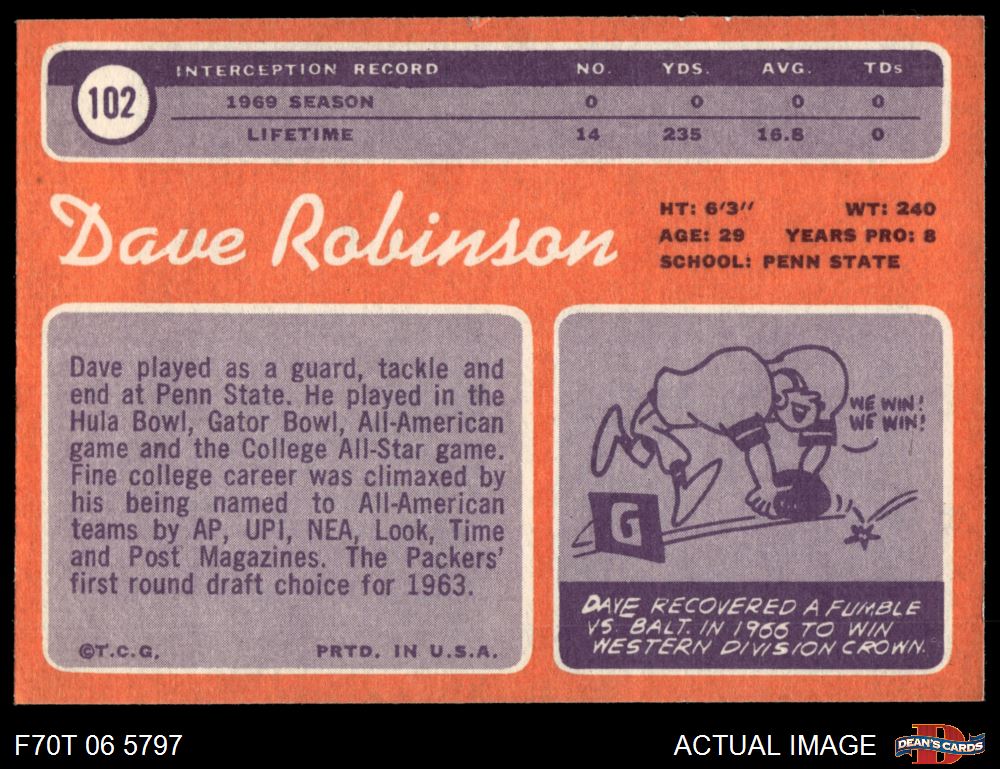 102
INTERCEPTION RECORD NO. YDS. AVG. TDs
1969 SEASON 0 0 0 0
LIFETIME 14 235 16.8 0
Dave Robinson
HT: 6'3'' WT: 240
AGE: 29 YEARS PRO: 8
SCHOOL: PENN STATE
Dave played as a guard, tackle and
end at Penn State. He played in the
Hula Bowl, Gator Bowl, All-American
game and the College All-Star game.
Fine college career was climaxed by
his being named to All-American
teams by AP, UPI, NEA, Look, Time
and Post Magazines. The Packers'
first round draft choice for 1963.
©T.C.G. PRTD. IN U.S.A.
WE WIN!
WE WIN!
G
DAVE RECOVERED A FUMBLE
VS. BALT. IN 1966 TO WIN
WESTERN DIVISION CROWN.
F70T 06 5797
ACTUAL IMAGE
D
DEAN'S CARDS